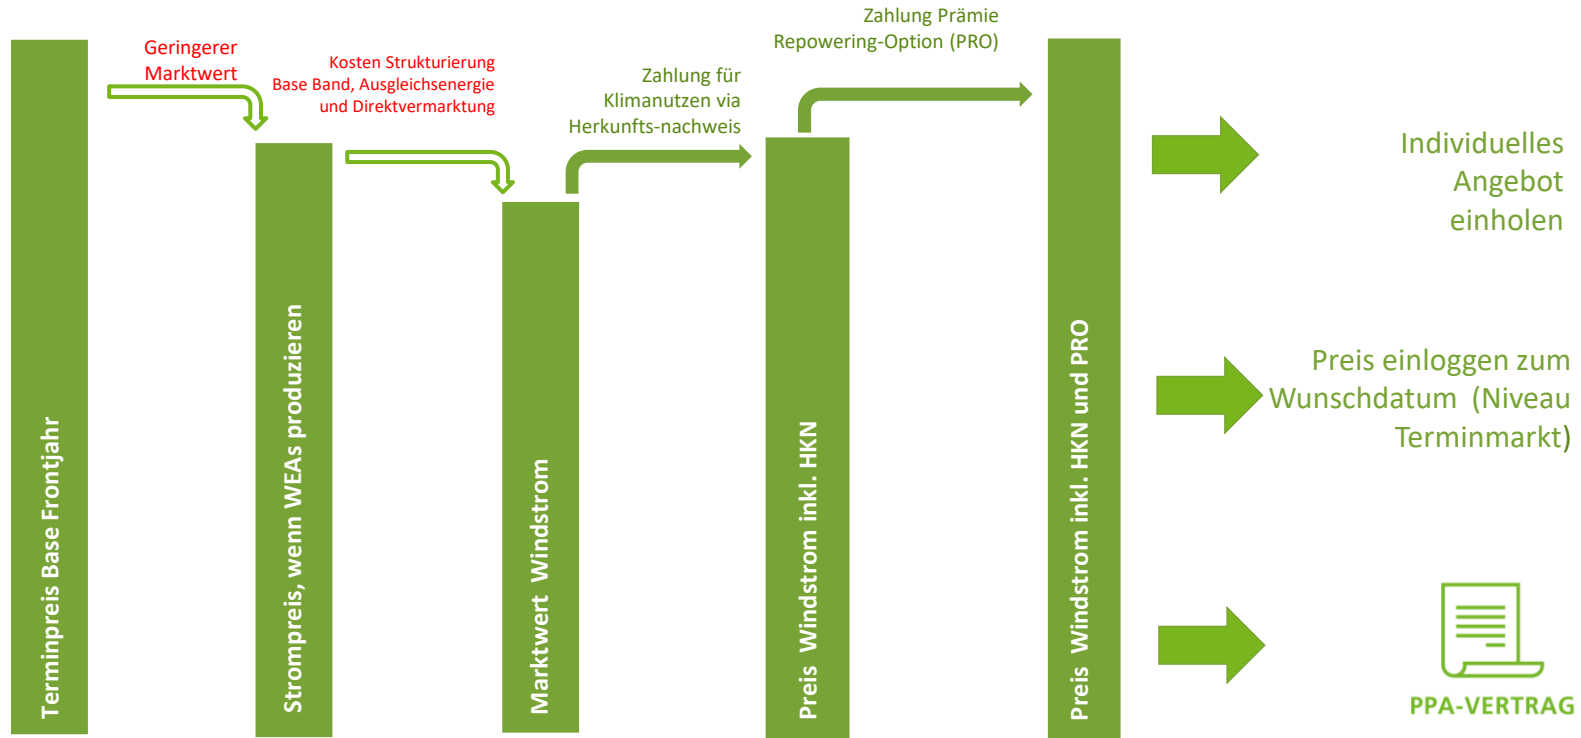 Geringerer
Marktwert
Kosten Strukturierung
Base Band, Ausgleichsenergie
und Direktvermarktung
Zahlung für
Klimanutzen via
Herkunfts-nachweis
Zahlung Prämie
Repowering-Option (PRO)
Terminpreis Base Frontjahr
Strompreis, wenn WEAs produzieren
Marktwert Windstrom
Preis Windstrom inkl. HKN
Preis Windstrom inkl. HKN und PRO
Individuelles
Angebot
einholen
Preis einloggen zum
Wunschdatum (Niveau
Terminmarkt)
PPA-VERTRAG